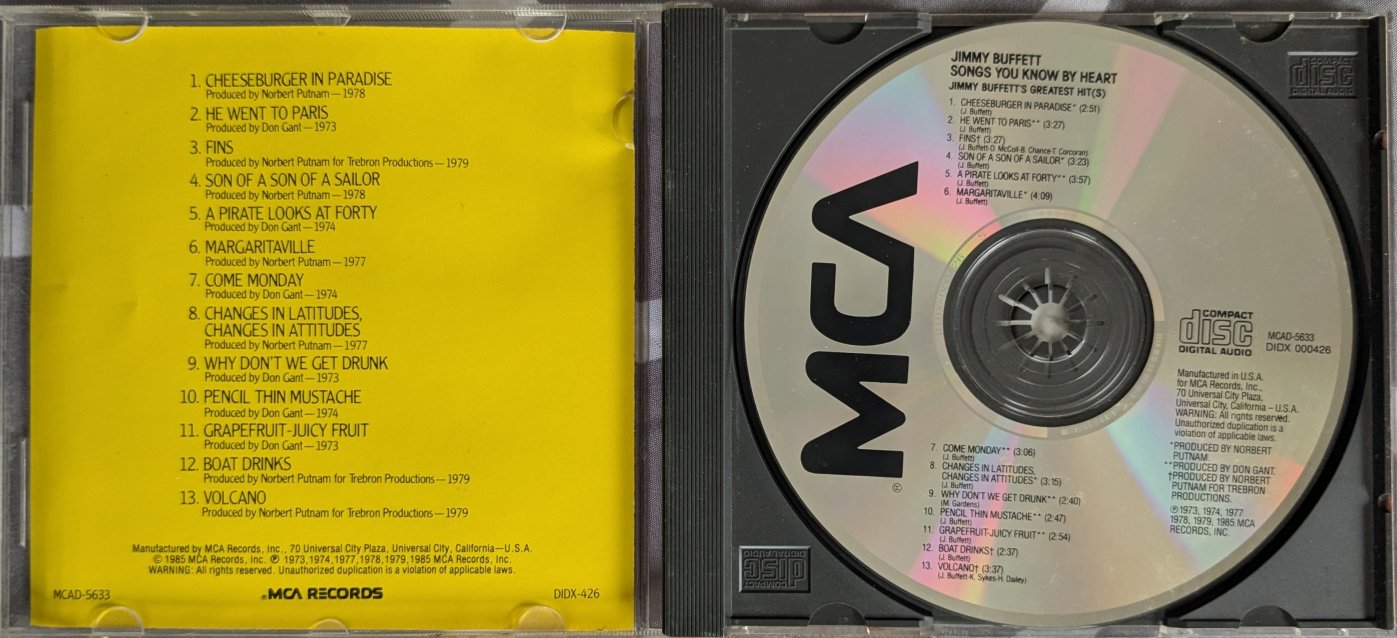 1. CHEESEBURGER IN PARADISE
Produced by Norbert Putnam — 1978
2. HE WENT TO PARIS
Produced by Don Gant — 1973
3. FINS
Produced by Norbert Putnam for Trebron Productions — 1979
4. SON OF A SON OF A SAILOR
Produced by Norbert Putnam — 1978
5. A PIRATE LOOKS AT FORTY
Produced by Don Gant — 1974
6. MARGARITAVILLE
Produced by Norbert Putnam — 1977
7. COME MONDAY
Produced by Don Gant — 1974
8. CHANGES IN LATITUDES,
CHANGES IN ATTITUDES
Produced by Norbert Putnam — 1977
9. WHY DON'T WE GET DRUNK
Produced by Don Gant — 1973
10. PENCIL THIN MUSTACHE
Produced by Don Gant — 1974
11. GRAPEFRUIT-JUICY FRUIT
Produced by Don Gant — 1973
12. BOAT DRINKS
Produced by Norbert Putnam for Trebron Productions — 1979
13. VOLCANO
Produced by Norbert Putnam for Trebron Productions — 1979
Manufactured by MCA Records, Inc., 70 Universal City Plaza, Universal City, California—U.S.A.
© 1985 MCA Records, Inc. ℗ 1973,1974,1977,1978,1979,1985 MCA Records, Inc.
WARNING: All rights reserved. Unauthorized duplication is a violation of applicable laws.
MCAD-5633
MCA RECORDS
DIDX-426
JIMMY BUFFETT
SONGS YOU KNOW BY HEART
JIMMY BUFFETT'S GREATEST HIT(S)
1. CHEESEBURGER IN PARADISE* (2:51)
(J. Buffett)
2. HE WENT TO PARIS** (3:27)
(J. Buffett)
3. FINS† (3:27)
(J. Buffett-D. McColl-B. Chance-T. Corcoran)
4. SON OF A SON OF A SAILOR* (3:23)
(J. Buffett)
5. A PIRATE LOOKS AT FORTY** (3:57)
(J. Buffett)
6. MARGARITAVILLE* (4:09)
(J. Buffett)
MCA
®
COMPACT
disc
DIGITAL AUDIO
MCAD-5633
DIDX 000426
Manufactured in U.S.A.
for MCA Records, Inc.,
70 Universal City Plaza,
Universal City, California – U.S.A.
WARNING: All rights reserved.
Unauthorized duplication is a
violation of applicable laws.
*PRODUCED BY NORBERT
PUTNAM.
**PRODUCED BY DON GANT.
†PRODUCED BY NORBERT
PUTNAM FOR TREBRON
PRODUCTIONS.
℗1973, 1974, 1977
1978, 1979, 1985 MCA
RECORDS, INC.
7. COME MONDAY** (3:06)
(J. Buffett)
8. CHANGES IN LATITUDES,
CHANGES IN ATTITUDES* (3:15)
(J. Buffett)
9. WHY DON'T WE GET DRUNK** (2:40)
(M. Gardens)
10. PENCIL THIN MUSTACHE** (2:47)
(J. Buffett)
11. GRAPEFRUIT-JUICY FRUIT** (2:54)
(J. Buffett)
12. BOAT DRINKS† (2:37)
(J. Buffett)
13. VOLCANO† (3:37)
(J. Buffett-K. Sykes-H. Dailey)
COMPACT
disc
DIGITAL AUDIO
COMPACT
disc
DIGITAL AUDIO